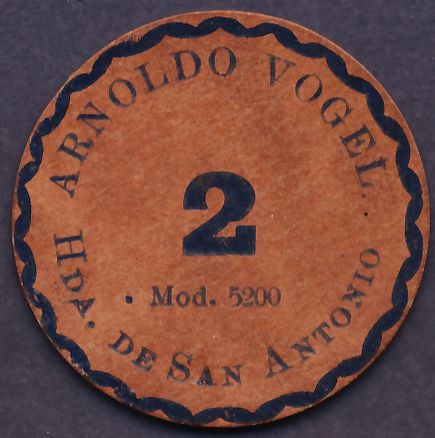 ARNOLDO VOGEL.
2
Mod. 5200
HDA. DE SAN ANTONIO